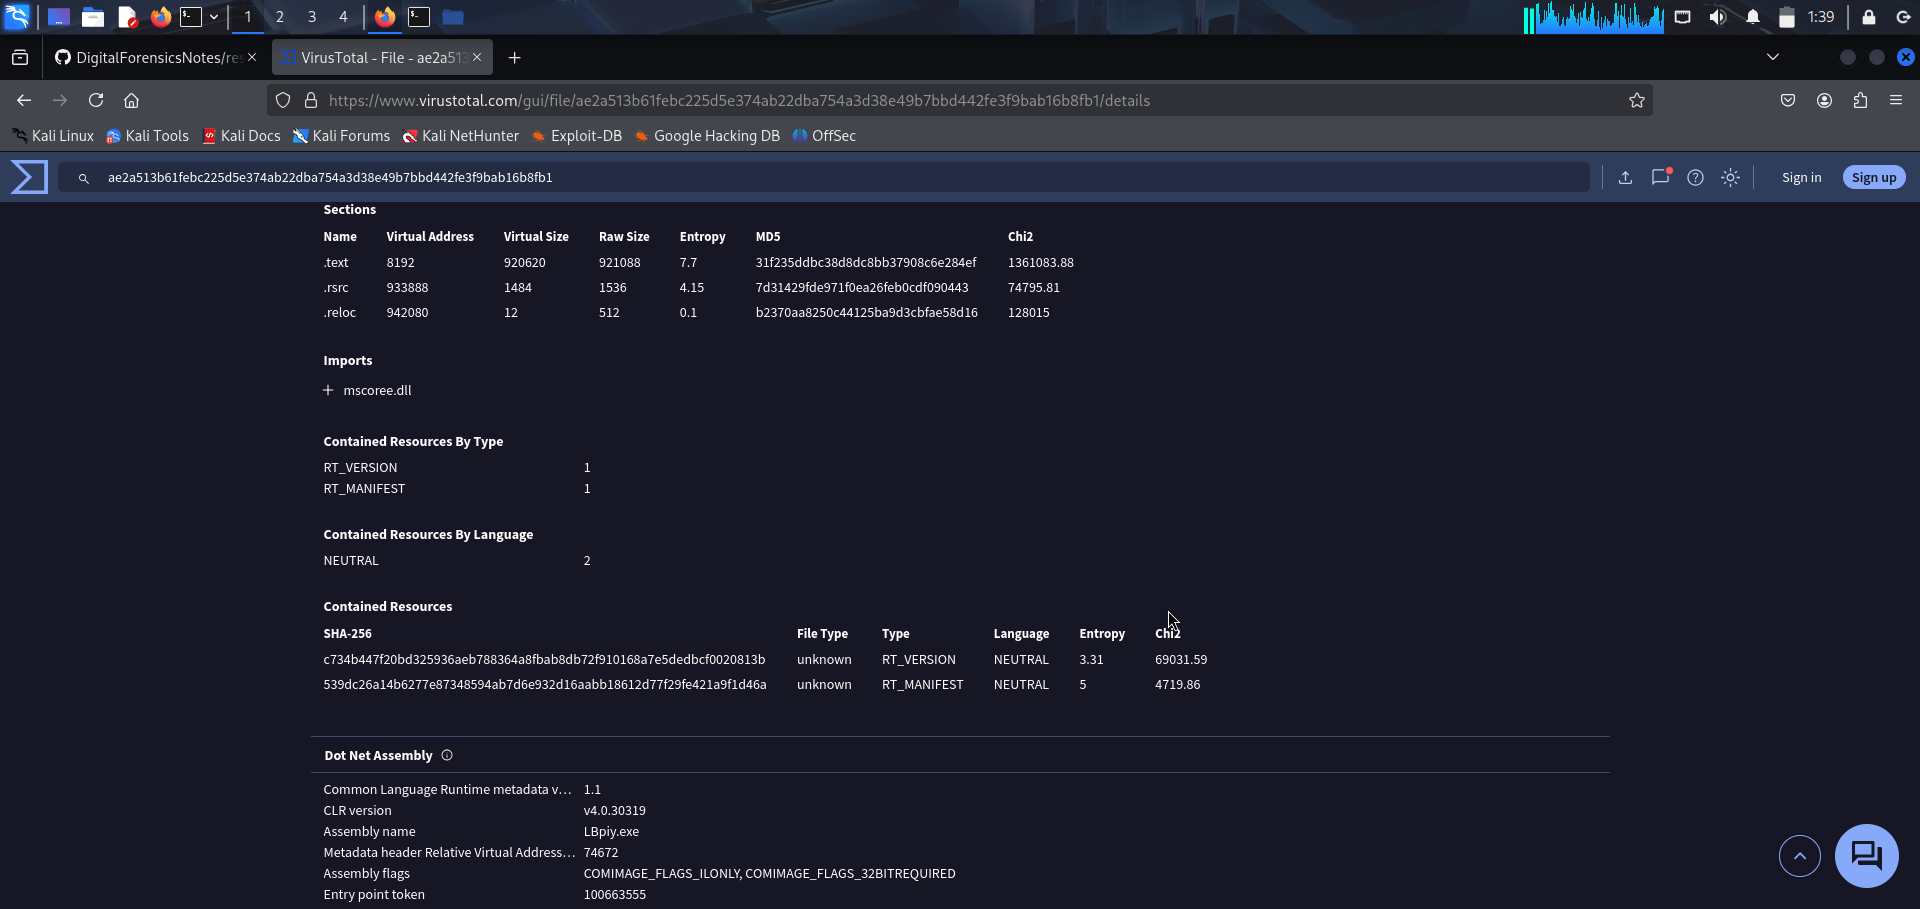 1 2 3 4 1:39
DigitalForensicsNotes/res
VirusTotal - File - ae2a513
https://www.virustotal.com/gui/file/ae2a513b61febc225d5e374ab22dba754a3d38e49b7bbd442fe3f9bab16b8fb1/details
Kali Linux Kali Tools Kali Docs Kali Forums Kali NetHunter Exploit-DB Google Hacking DB OffSec
ae2a513b61febc225d5e374ab22dba754a3d38e49b7bbd442fe3f9bab16b8fb1 Sign in Sign up
Sections
Name Virtual Address Virtual Size Raw Size Entropy MD5 Chi2
.text 8192 920620 921088 7.7 31f235ddbc38d8dc8bb37908c6e284ef 1361083.88
.rsrc 933888 1484 1536 4.15 7d31429fde971f0ea26feb0cdf090443 74795.81
.reloc 942080 12 512 0.1 b2370aa8250c44125ba9d3cbfae58d16 128015
Imports
mscoree.dll
Contained Resources By Type
RT_VERSION 1
RT_MANIFEST 1
Contained Resources By Language
NEUTRAL 2
Contained Resources
SHA-256 File Type Type Language Entropy Chi2
c734b447f20bd325936aeb788364a8fbab8db72f910168a7e5dedbcf0020813b unknown RT_VERSION NEUTRAL 3.31 69031.59
539dc26a14b6277e87348594ab7d6e932d16aabb18612d77f29fe421a9f1d46a unknown RT_MANIFEST NEUTRAL 5 4719.86
Dot Net Assembly
Common Language Runtime metadata v... 1.1
CLR version v4.0.30319
Assembly name LBpiy.exe
Metadata header Relative Virtual Address... 74672
Assembly flags COMIMAGE_FLAGS_ILONLY, COMIMAGE_FLAGS_32BITREQUIRED
Entry point token 100663555